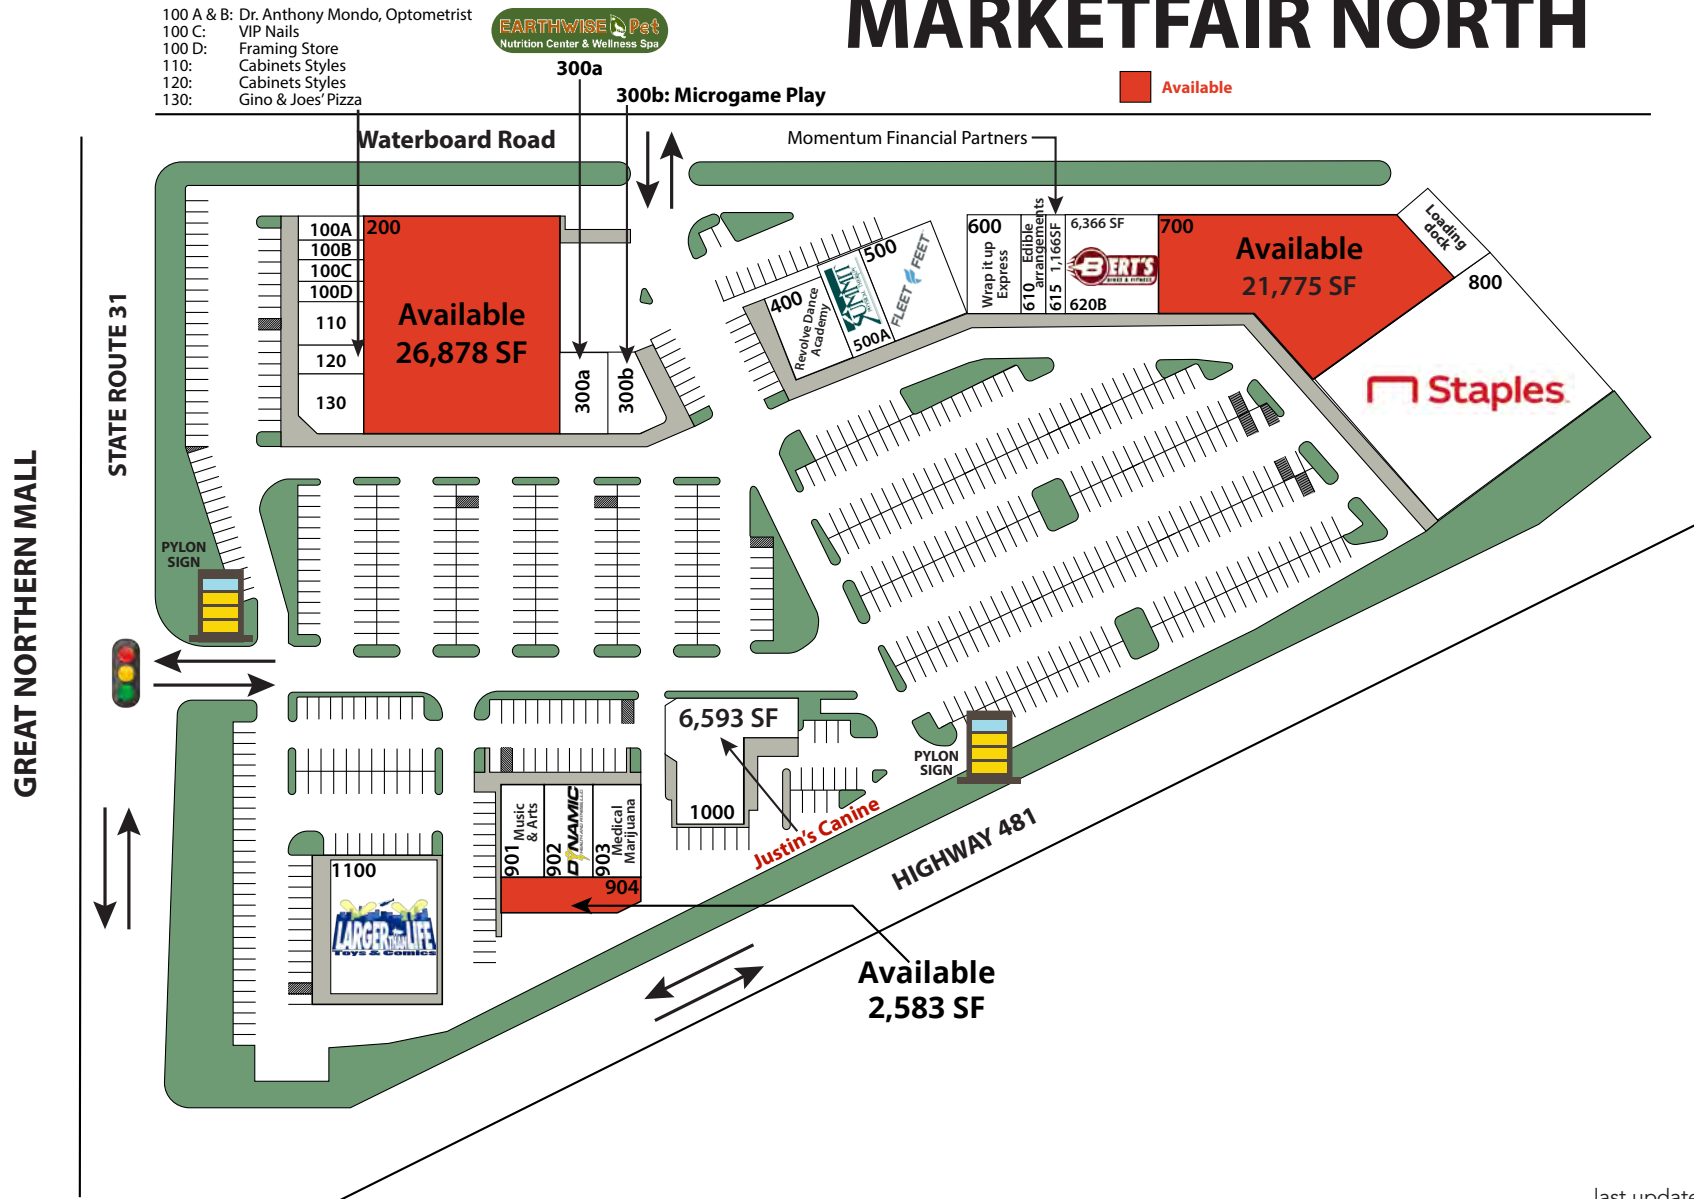 MARKETFAIR NORTH
100 A & B: Dr. Anthony Mondo, Optometrist
100 C: VIP Nails
100 D: Framing Store
110: Cabinets Styles
120: Cabinets Styles
130: Gino & Joes' Pizza
EARTHWISE Pet
Nutrition Center & Wellness Spa
300a
300b: Microgame Play
Available
Waterboard Road
Momentum Financial Partners
STATE ROUTE 31
GREAT NORTHERN MALL
100A
100B
100C
100D
110
120
130
200
Available
26,878 SF
300a
300b
400
Revolve Dance
Academy
SUMMIT
500A
500
FLEET FEET
600
Wrap it up
Express
610 Edible
arrangements
615 1,166SF
6,366 SF
BERT'S
620B
700
Available
21,775 SF
Loading
dock
800
Staples
PYLON
SIGN
6,593 SF
1000
Justin's Canine
PYLON
SIGN
HIGHWAY 481
901 Music
& Arts
902
DYNAMIC
903 Medical
Marijuana
904
Available
2,583 SF
1100
LARGER THAN LIFE
Toys & Comics
last update